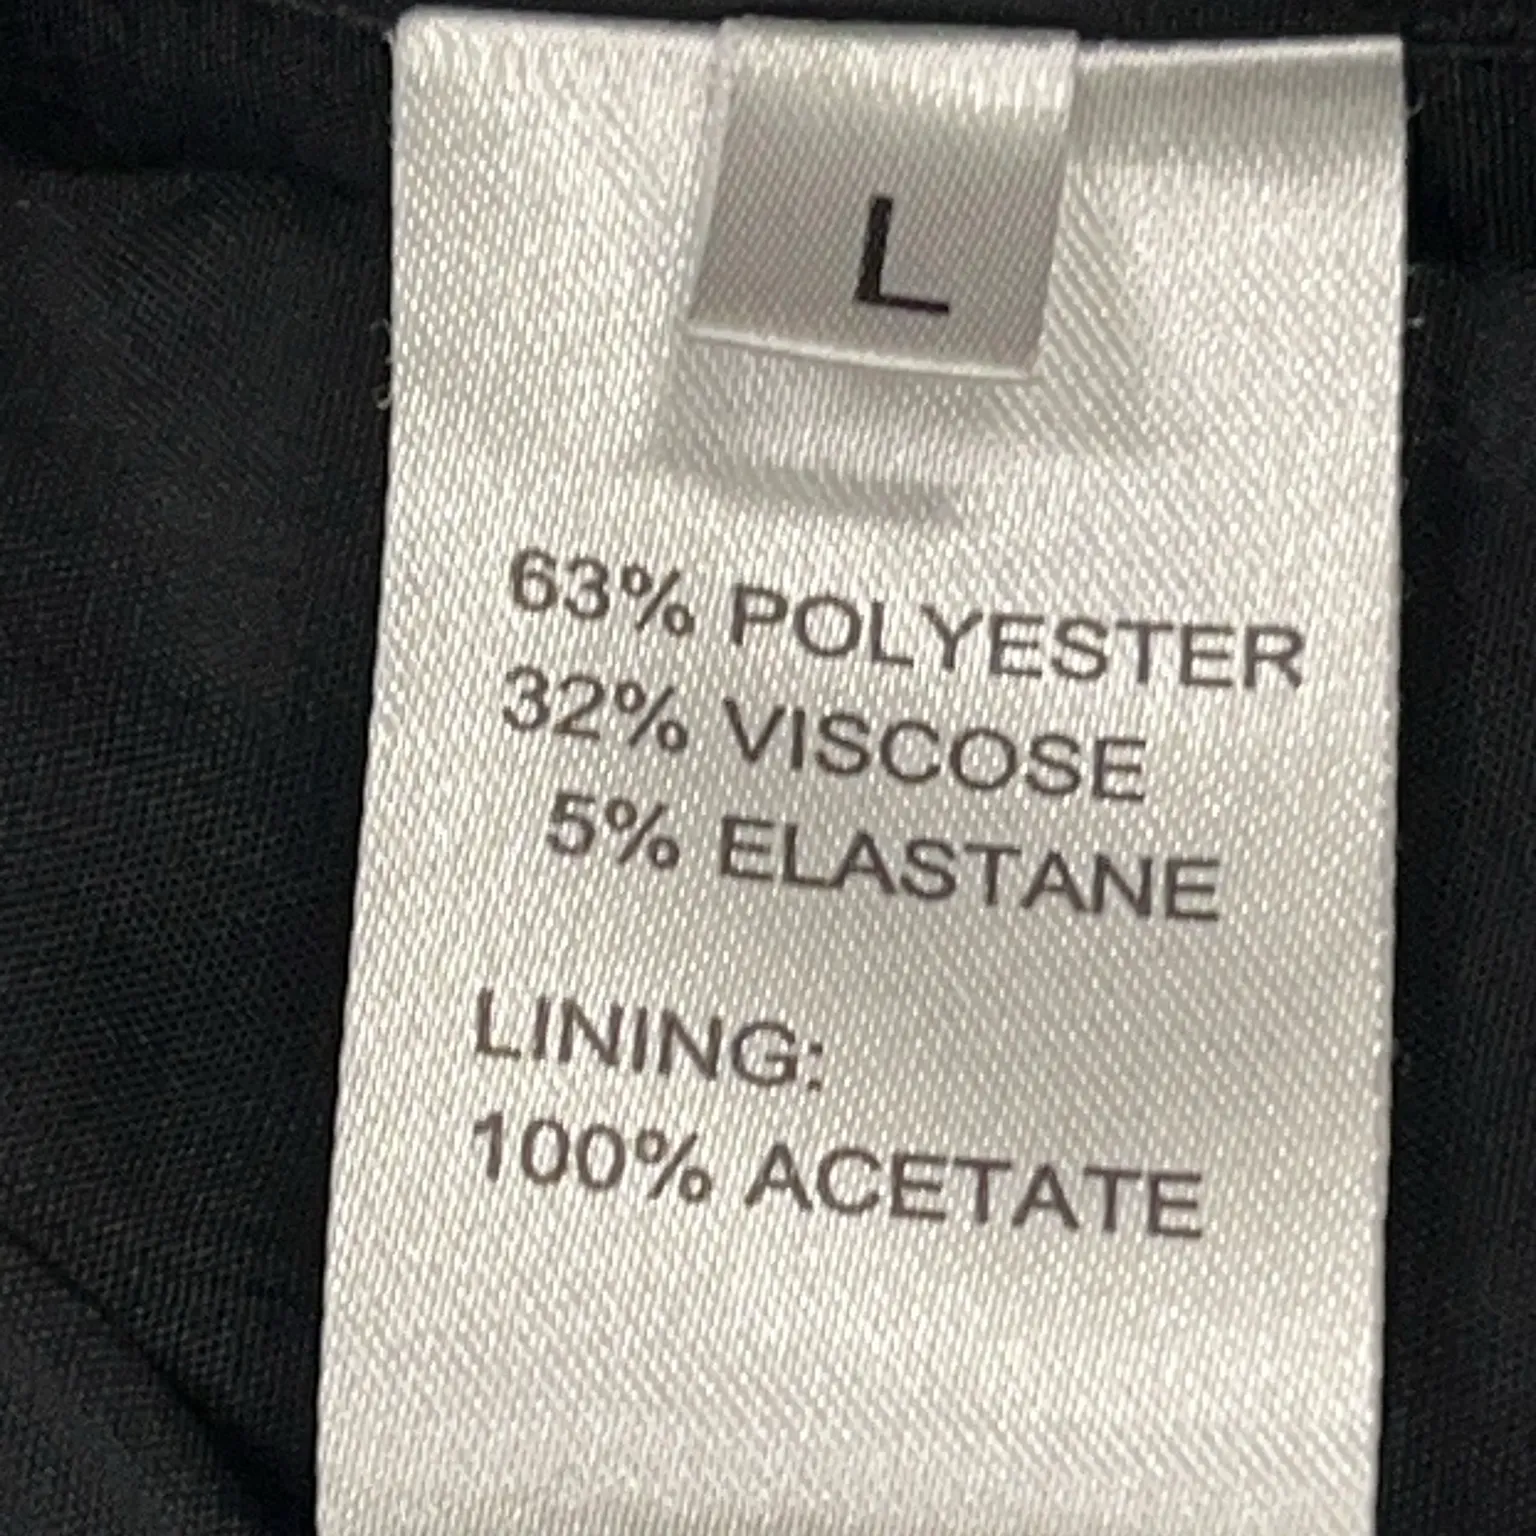 L
63% POLYESTER
32% VISCOSE
5% ELASTANE
LINING:
100% ACETATE